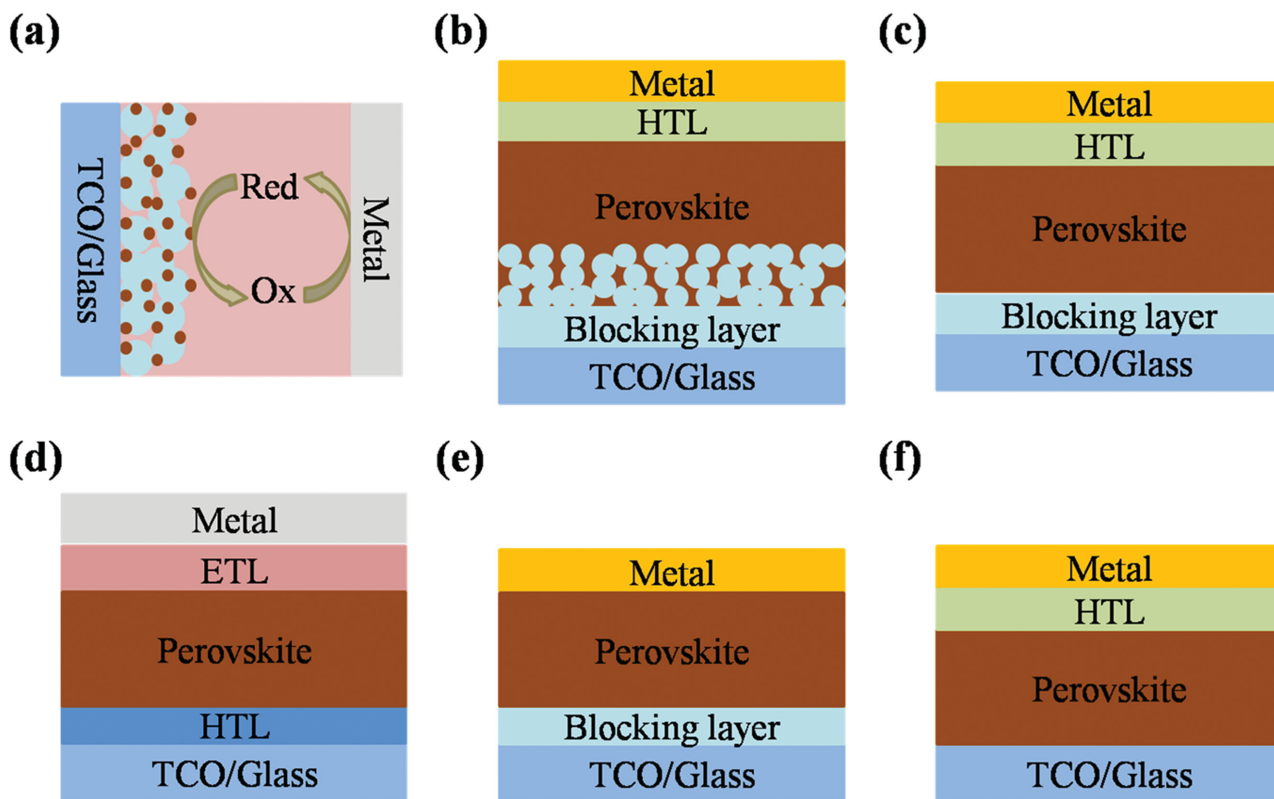 (a)
TCO/Glass
Red
Ox
Metal
(b)
Metal
HTL
Perovskite
Blocking layer
TCO/Glass
(c)
Metal
HTL
Perovskite
Blocking layer
TCO/Glass
(d)
Metal
ETL
Perovskite
HTL
TCO/Glass
(e)
Metal
Perovskite
Blocking layer
TCO/Glass
(f)
Metal
HTL
Perovskite
TCO/Glass